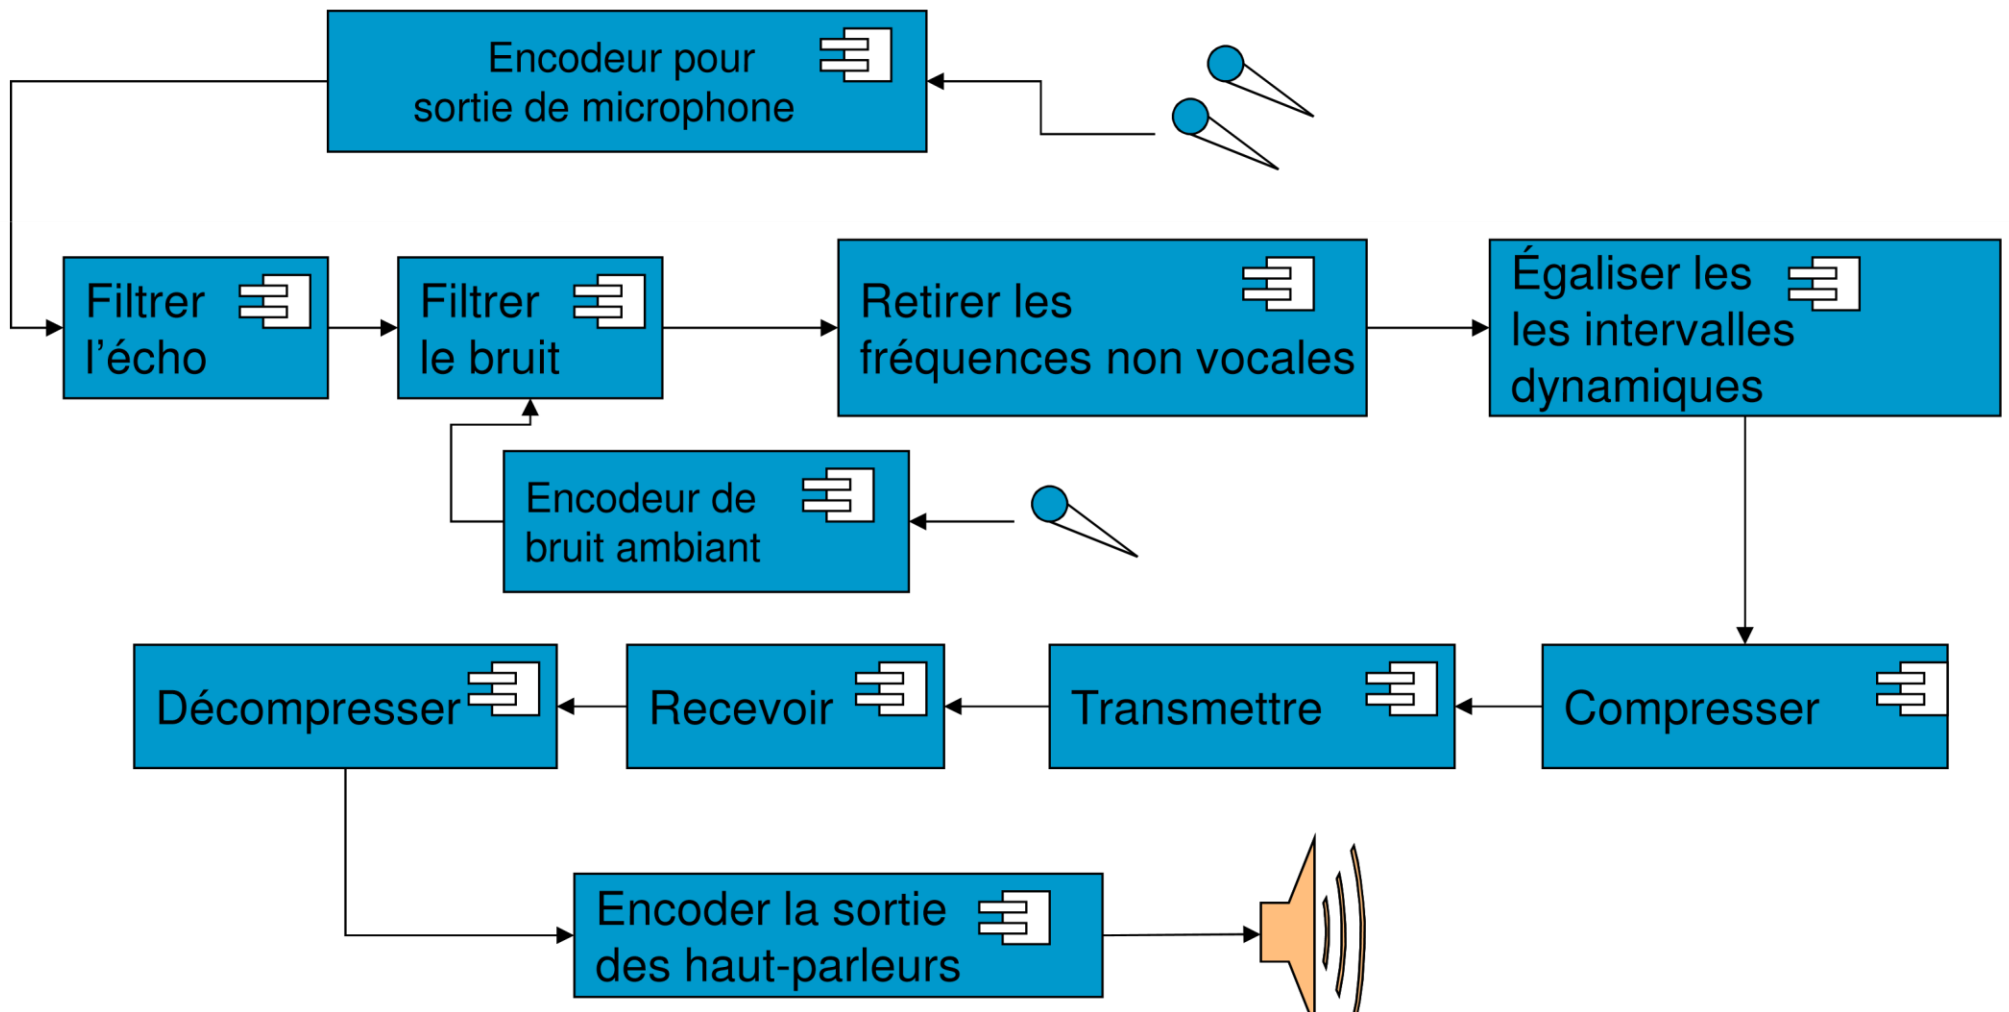 Encodeur pour
sortie de microphone
Filtrer
l'écho
Filtrer
le bruit
Retirer les
fréquences non vocales
Égaliser les
les intervalles
dynamiques
Encodeur de
bruit ambiant
Décompresser
Recevoir
Transmettre
Compresser
Encoder la sortie
des haut-parleurs